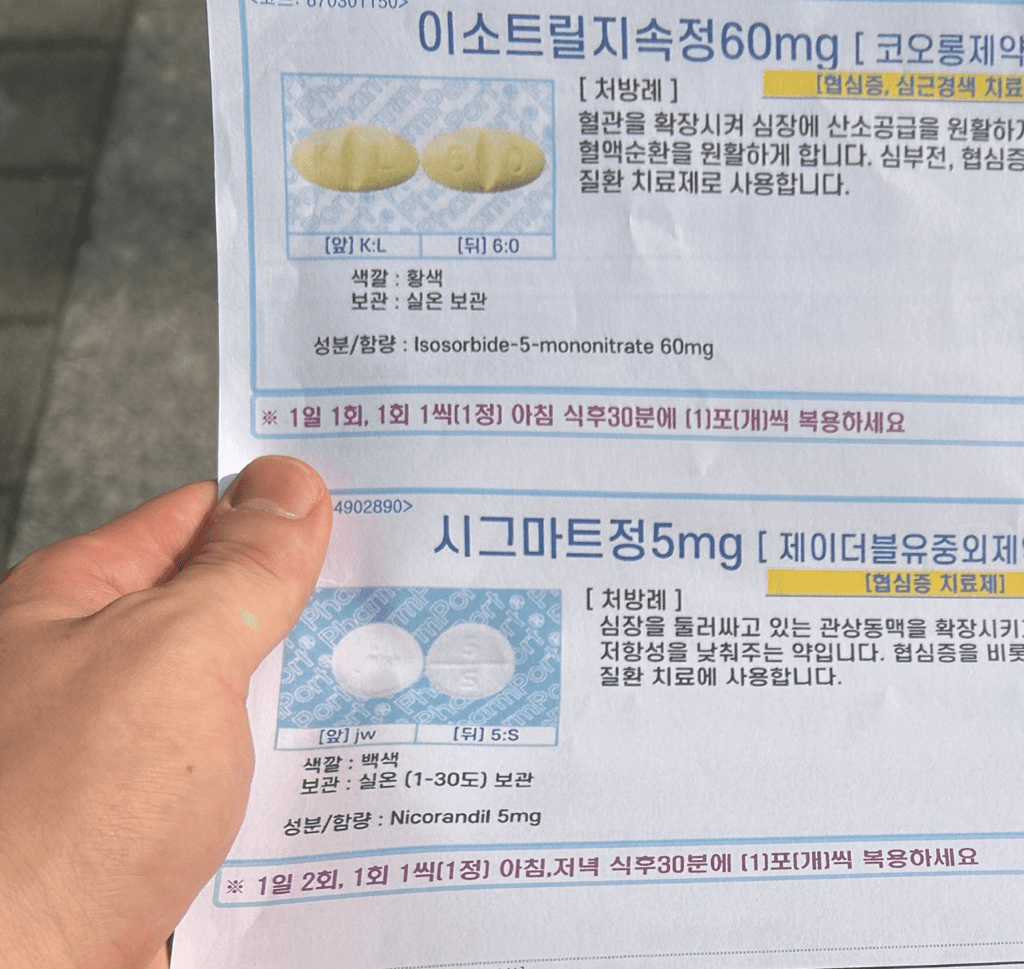 670301150>
이소트릴지속정60mg [ 코오롱제약
[협심증, 심근경색 치료
[ 처방례 ]
혈관을 확장시켜 심장에 산소공급을 원활하게
혈액순환을 원활하게 합니다. 심부전, 협심증
질환 치료제로 사용합니다.
K L 6 0
[앞] K:L [뒤] 6:0
색깔 : 황색
보관 : 실온 보관
성분/함량 : Isosorbide-5-mononitrate 60mg
※ 1일 1회, 1회 1씩(1정) 아침 식후30분에 (1)포(개)씩 복용하세요
4902890>
시그마트정5mg [ 제이더블유중외제
[협심증 치료제]
[ 처방례 ]
심장을 둘러싸고 있는 관상동맥을 확장시키
저항성을 낮춰주는 약입니다. 협심증을 비롯
질환 치료에 사용합니다.
5
S
PharmPort
[앞] jw [뒤] 5:S
색깔 : 백색
보관 : 실온 (1-30도) 보관
성분/함량 : Nicorandil 5mg
※ 1일 2회, 1회 1씩(1정) 아침,저녁 식후30분에 (1)포(개)씩 복용하세요